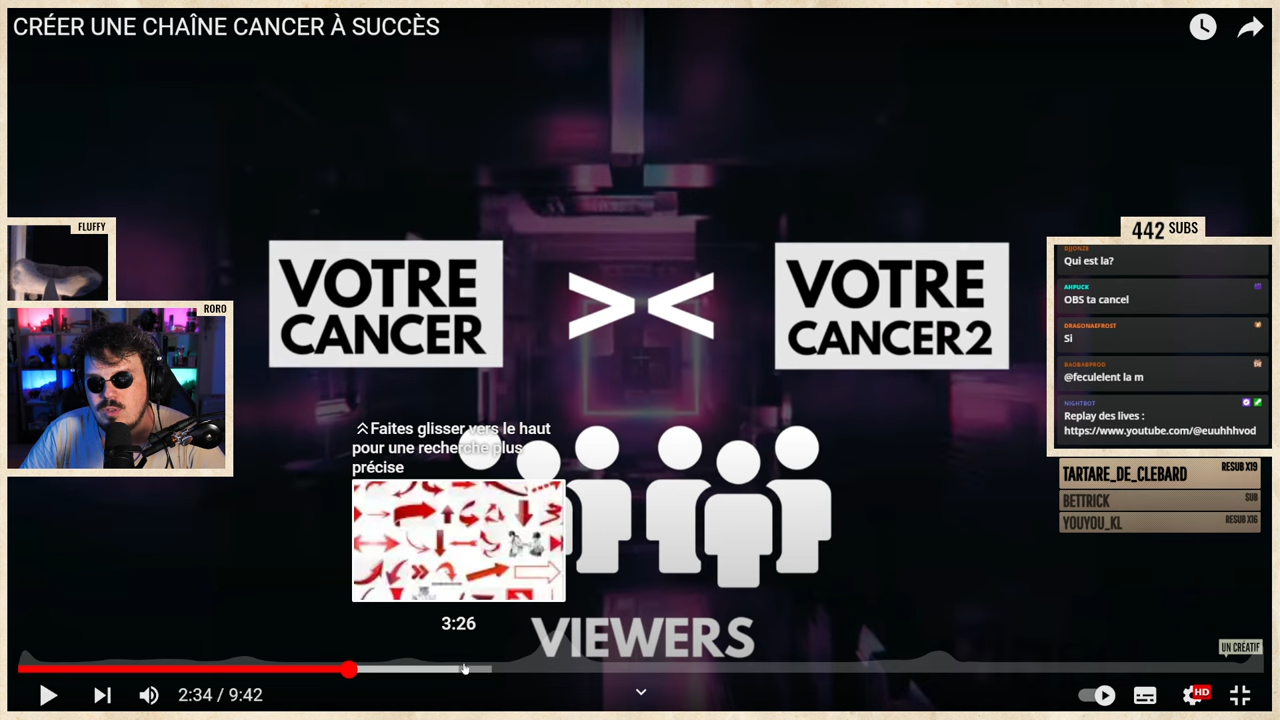 CRÉER UNE CHAÎNE CANCER À SUCCÈS
FLUFFY
RORO
VOTRE
CANCER
VOTRE
CANCER2
VIEWERS
Faites glisser vers le haut
pour une recherche plus
précise
3:26
442 SUBS
DJJONZ8
Qui est la?
AHPUCK
OBS ta cancel
DRAGONAEFROST
Si
BAOBABPROD
@feculelent la m
NIGHTBOT
Replay des lives :
https://www.youtube.com/@euuhhhvod
TARTARE_DE_CLEBARD RESUB X19
BETTRICK SUB
YOUYOU_KL RESUB X16
UN CRÉATIF
2:34 / 9:42
HD